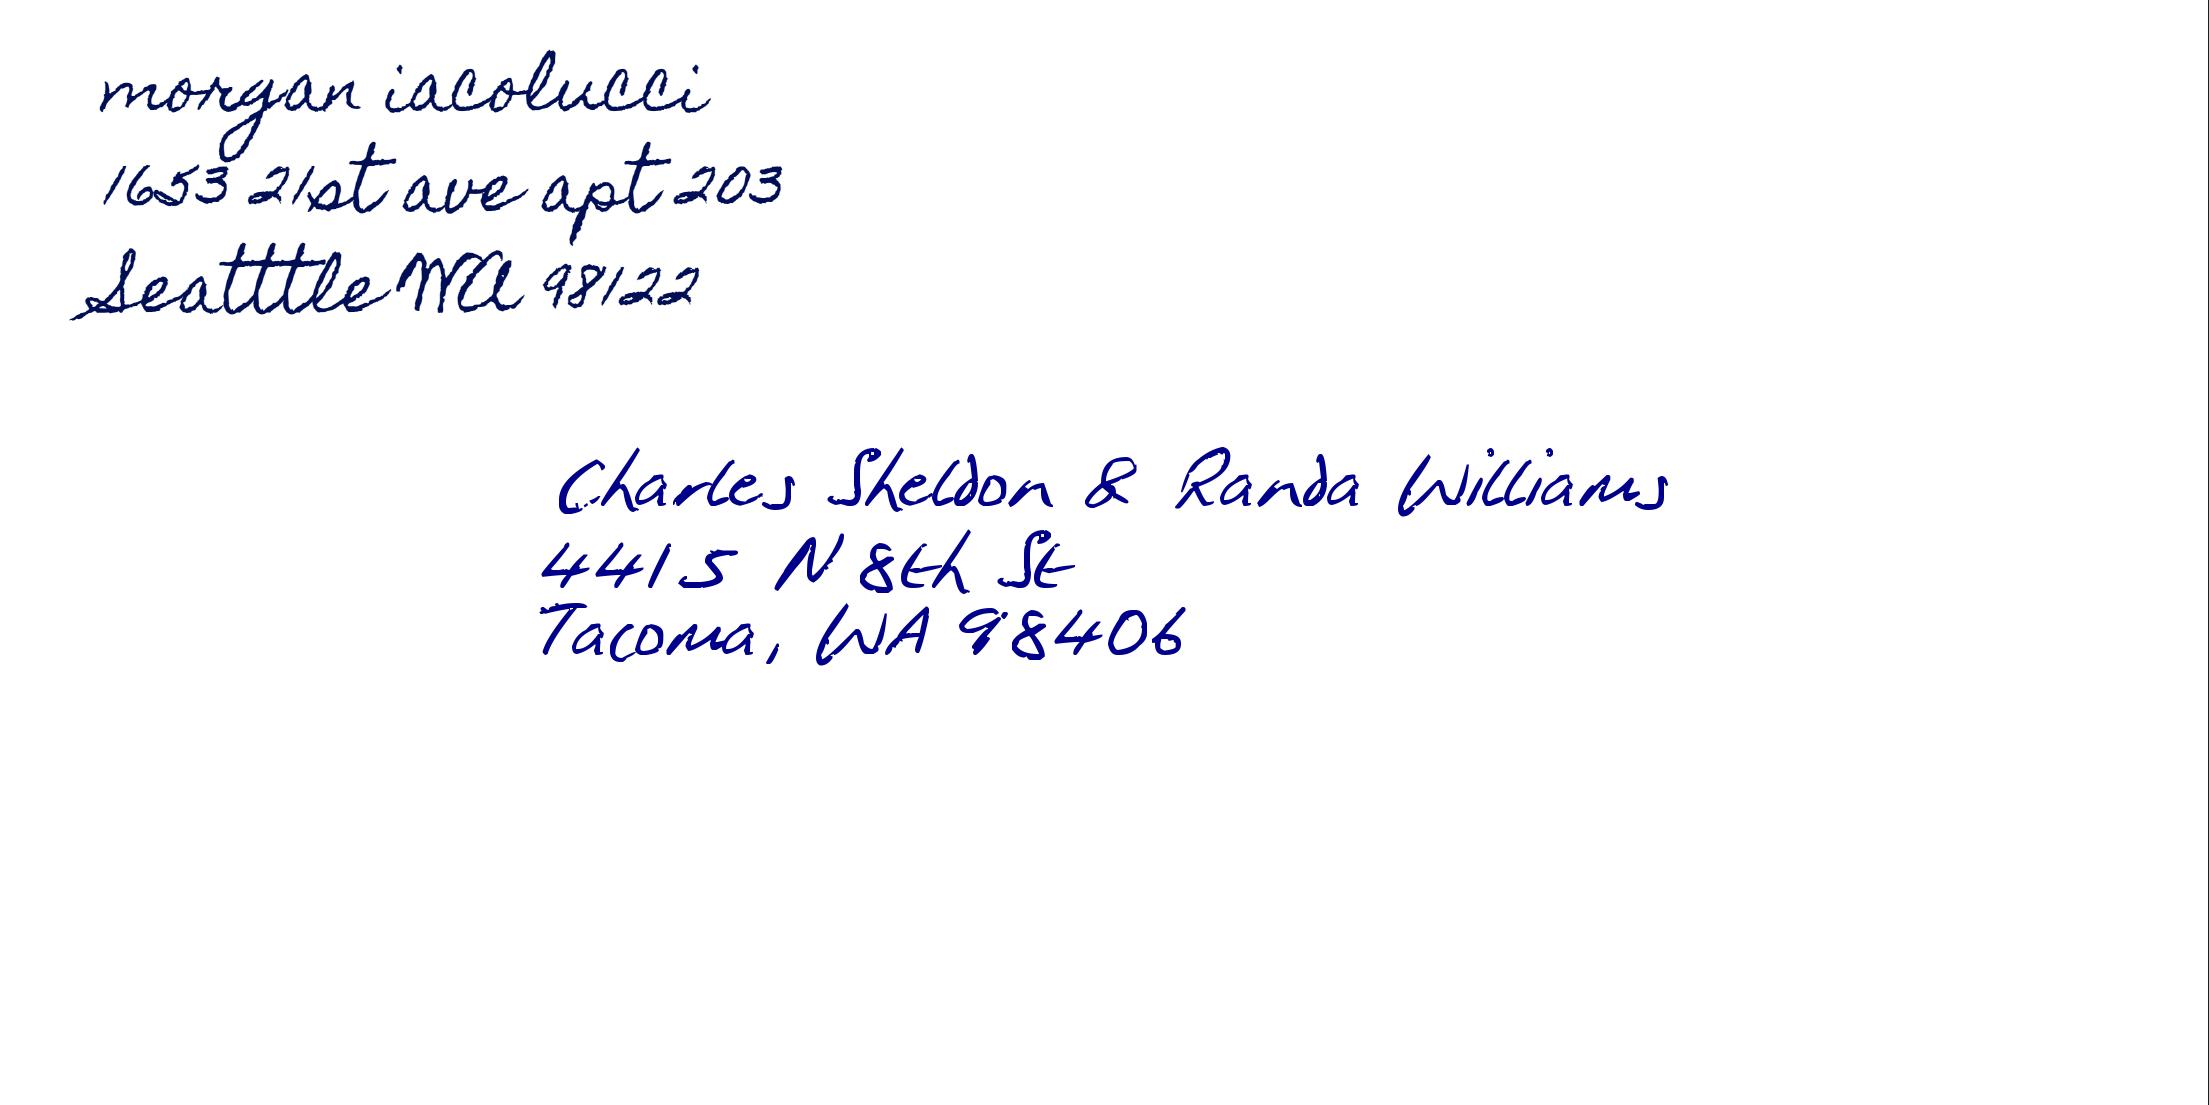 morgan iacolucci
1653 21st ave apt 203
Seatttle WA 98122
Charles Sheldon & Randa Williams
4415 N 8th St
Tacoma, WA 98406